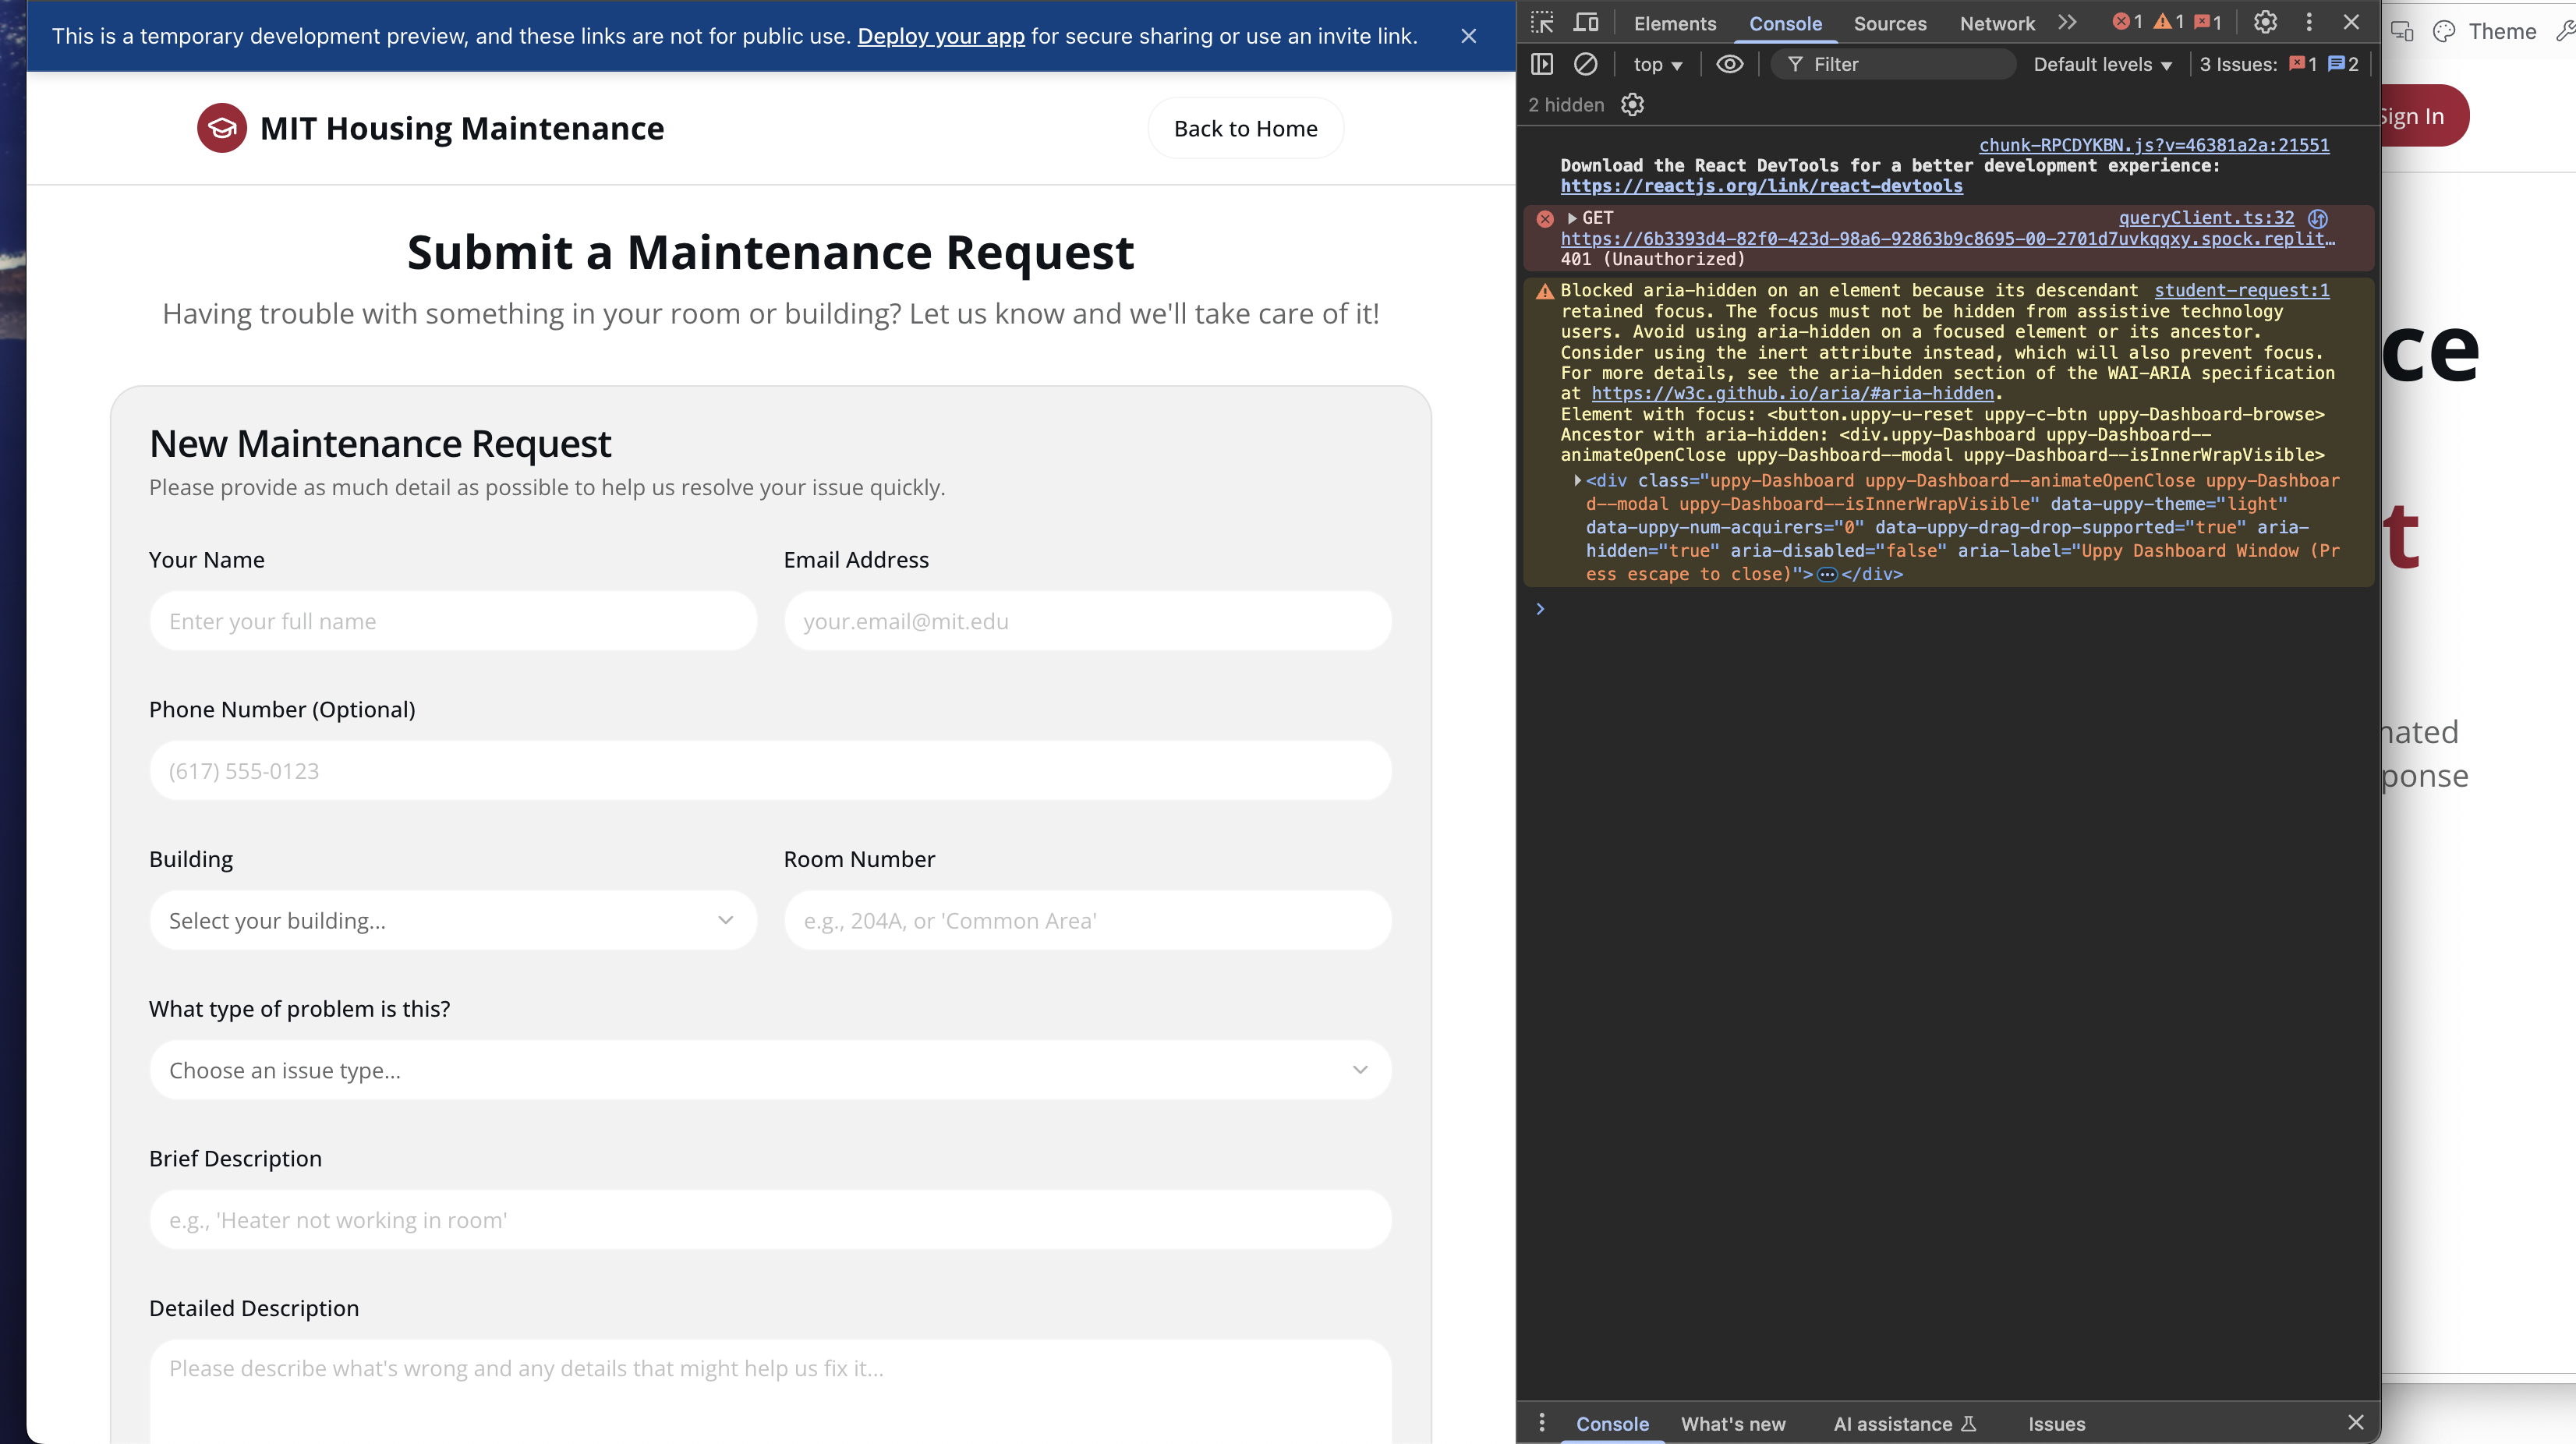 This is a temporary development preview, and these links are not for public use. Deploy your app for secure sharing or use an invite link.
MIT Housing Maintenance
Back to Home
Submit a Maintenance Request
Having trouble with something in your room or building? Let us know and we'll take care of it!
New Maintenance Request
Please provide as much detail as possible to help us resolve your issue quickly.
Your Name
Email Address
Enter your full name
your.email@mit.edu
Phone Number (Optional)
(617) 555-0123
Building
Room Number
Select your building...
e.g., 204A, or 'Common Area'
What type of problem is this?
Choose an issue type...
Brief Description
e.g., 'Heater not working in room'
Detailed Description
Please describe what's wrong and any details that might help us fix it...
Elements Console Sources Network 1 1 1
top Filter Default levels 3 Issues: 1 2
2 hidden
chunk-RPCDYKBN.js?v=46381a2a:21551
Download the React DevTools for a better development experience:
https://reactjs.org/link/react-devtools
GET queryClient.ts:32
https://6b3393d4-82f0-423d-98a6-92863b9c8695-00-2701d7uvkqqxy.spock.replit…
401 (Unauthorized)
Blocked aria-hidden on an element because its descendant student-request:1
retained focus. The focus must not be hidden from assistive technology
users. Avoid using aria-hidden on a focused element or its ancestor.
Consider using the inert attribute instead, which will also prevent focus.
For more details, see the aria-hidden section of the WAI-ARIA specification
at https://w3c.github.io/aria/#aria-hidden.
Element with focus: <button.uppy-u-reset uppy-c-btn uppy-Dashboard-browse>
Ancestor with aria-hidden: <div.uppy-Dashboard uppy-Dashboard--
animateOpenClose uppy-Dashboard--modal uppy-Dashboard--isInnerWrapVisible>
<div class="uppy-Dashboard uppy-Dashboard--animateOpenClose uppy-Dashboar
d--modal uppy-Dashboard--isInnerWrapVisible" data-uppy-theme="light"
data-uppy-num-acquirers="0" data-uppy-drag-drop-supported="true" aria-
hidden="true" aria-disabled="false" aria-label="Uppy Dashboard Window (Pr
ess escape to close)">…</div>
Console What's new AI assistance Issues
Theme
Sign In
ce
t
nated
ponse